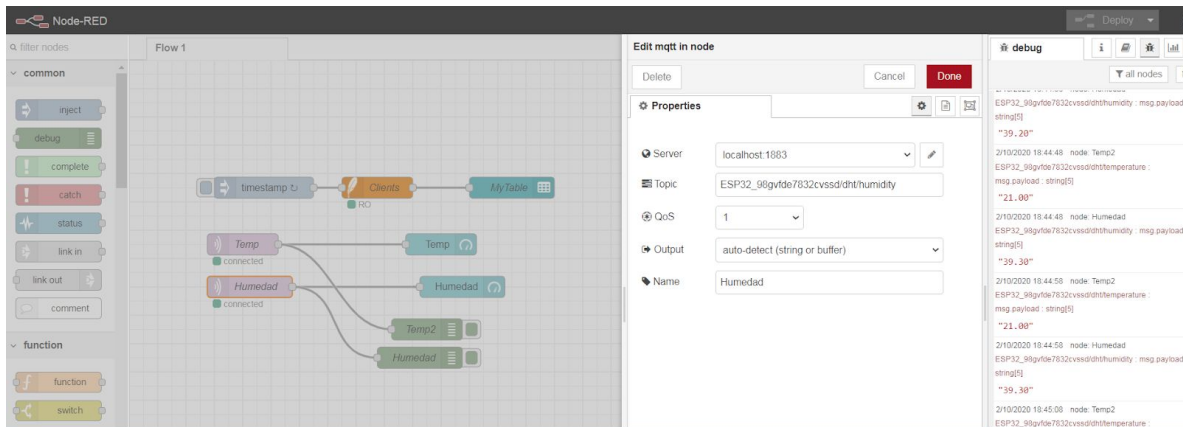 Node-RED
Deploy
filter nodes
common
inject
debug
complete
catch
status
link in
link out
comment
function
function
switch
Flow 1
timestamp ↻
Clients
MyTable
RO
Temp
Temp
connected
Humedad
Humedad
connected
Temp2
Humedad
Edit mqtt in node
Delete
Cancel
Done
Properties
Server
localhost:1883
Topic
ESP32_98gvfde7832cvssd/dht/humidity
QoS
1
Output
auto-detect (string or buffer)
Name
Humedad
debug
i
all nodes
ESP32_98gvfde7832cvssd/dht/humidity : msg.payload
string[5]
"39.20"
2/10/2020 18:44:48 node: Temp2
ESP32_98gvfde7832cvssd/dht/temperature :
msg.payload : string[5]
"21.00"
2/10/2020 18:44:48 node: Humedad
ESP32_98gvfde7832cvssd/dht/humidity : msg.payload
string[5]
"39.30"
2/10/2020 18:44:58 node: Temp2
ESP32_98gvfde7832cvssd/dht/temperature :
msg.payload : string[5]
"21.00"
2/10/2020 18:44:58 node: Humedad
ESP32_98gvfde7832cvssd/dht/humidity : msg.payload
string[5]
"39.30"
2/10/2020 18:45:08 node: Temp2
ESP32_98gvfde7832cvssd/dht/temperature :